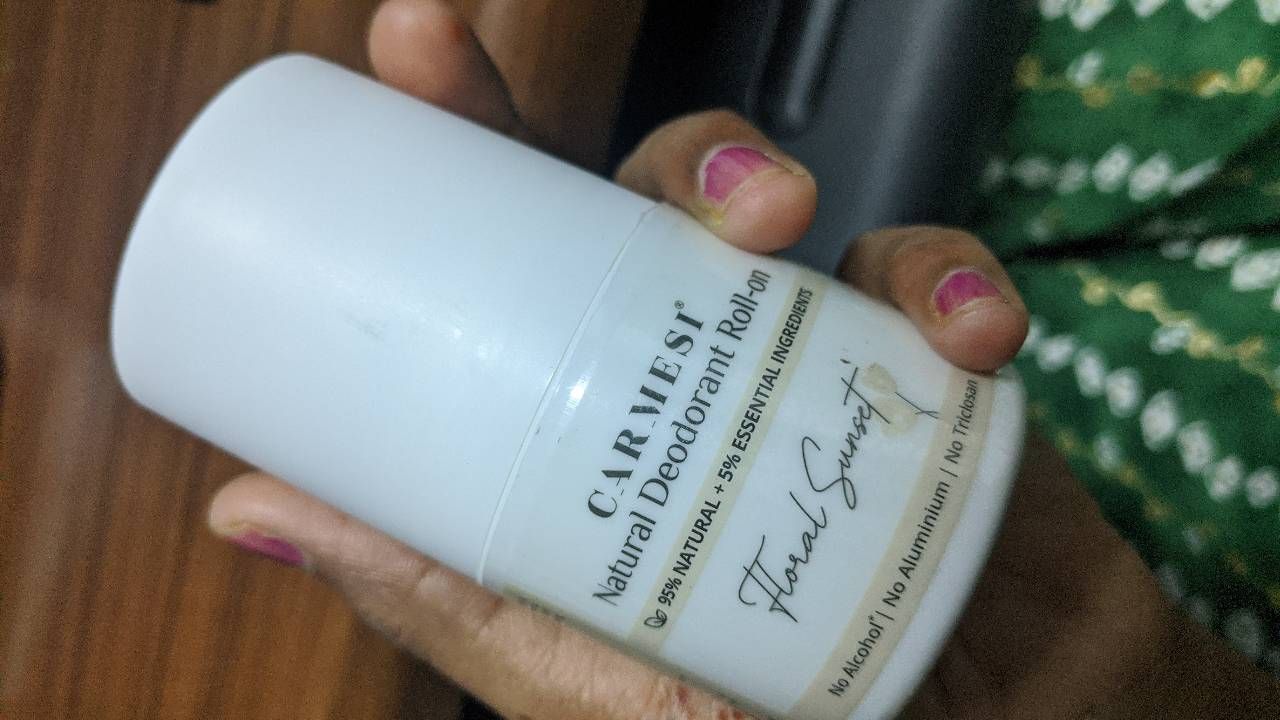 CARMESI®
Natural Deodorant Roll-on
95% NATURAL + 5% ESSENTIAL INGREDIENTS
Floral Sunset
No Alcohol* | No Aluminium | No Triclosan